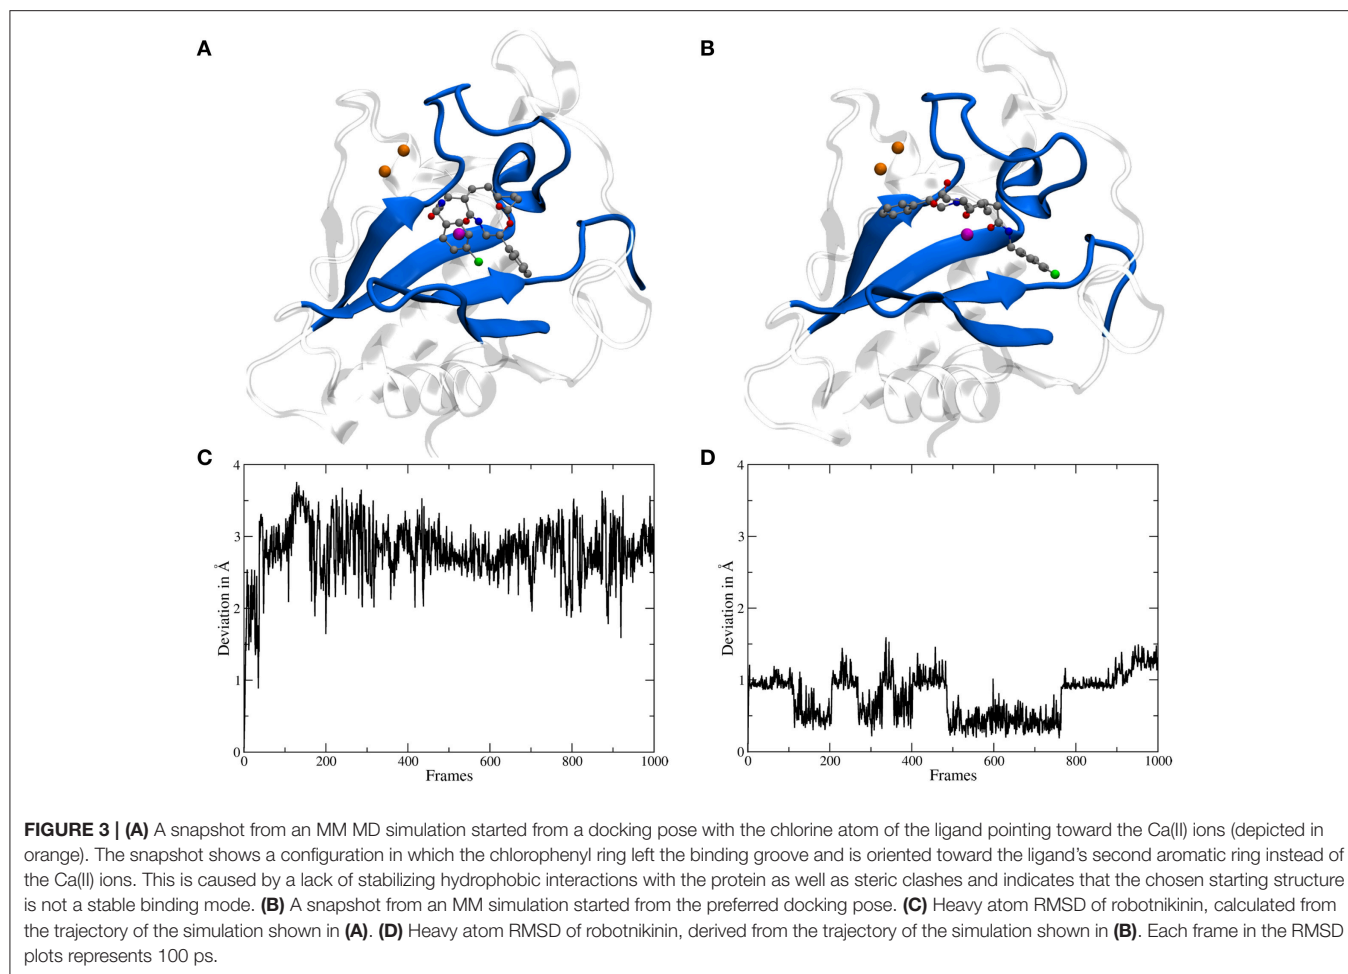 A
B
C
D
4
3
2
1
0
Deviation in Å
0
200
400
600
800
1000
Frames
4
3
2
1
0
Deviation in Å
0
200
400
600
800
1000
Frames
FIGURE 3 | (A) A snapshot from an MM MD simulation started from a docking pose with the chlorine atom of the ligand pointing toward the Ca(II) ions (depicted in
orange). The snapshot shows a configuration in which the chlorophenyl ring left the binding groove and is oriented toward the ligand's second aromatic ring instead of
the Ca(II) ions. This is caused by a lack of stabilizing hydrophobic interactions with the protein as well as steric clashes and indicates that the chosen starting structure
is not a stable binding mode. (B) A snapshot from an MM simulation started from the preferred docking pose. (C) Heavy atom RMSD of robotnikinin, calculated from
the trajectory of the simulation shown in (A). (D) Heavy atom RMSD of robotnikinin, derived from the trajectory of the simulation shown in (B). Each frame in the RMSD
plots represents 100 ps.